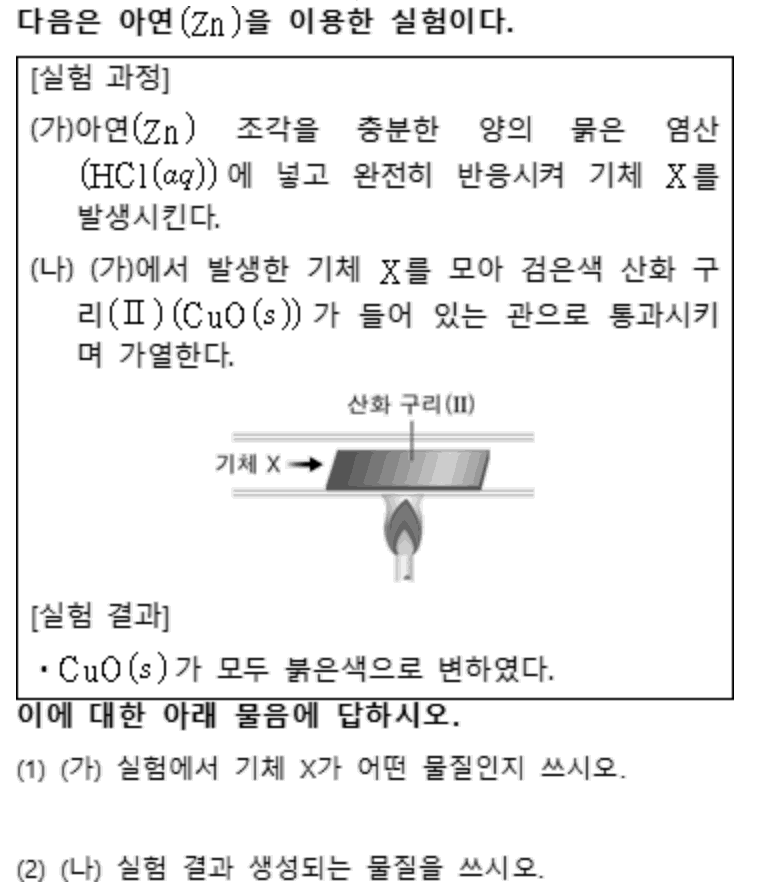 다음은 아연(Zn)을 이용한 실험이다.
[실험 과정]
(가)아연(Zn) 조각을 충분한 양의 묽은 염산
(HCl(aq))에 넣고 완전히 반응시켜 기체 X를
발생시킨다.
(나) (가)에서 발생한 기체 X를 모아 검은색 산화 구
리(Ⅱ)(CuO(s))가 들어 있는 관으로 통과시키
며 가열한다.
산화 구리(Ⅱ)
기체 X
[실험 결과]
・CuO(s)가 모두 붉은색으로 변하였다.
이에 대한 아래 물음에 답하시오.
(1) (가) 실험에서 기체 X가 어떤 물질인지 쓰시오.
(2) (나) 실험 결과 생성되는 물질을 쓰시오.